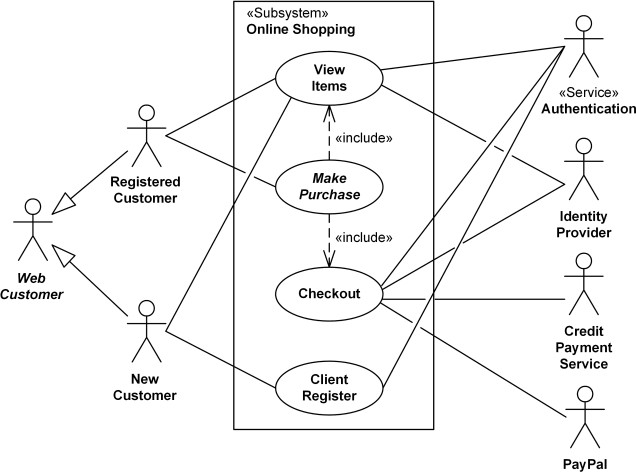 «Subsystem»
Online Shopping
View
Items
«Service»
Authentication
«include»
Registered
Customer
Make
Purchase
Identity
Provider
«include»
Web
Customer
Checkout
Credit
Payment
Service
New
Customer
Client
Register
PayPal